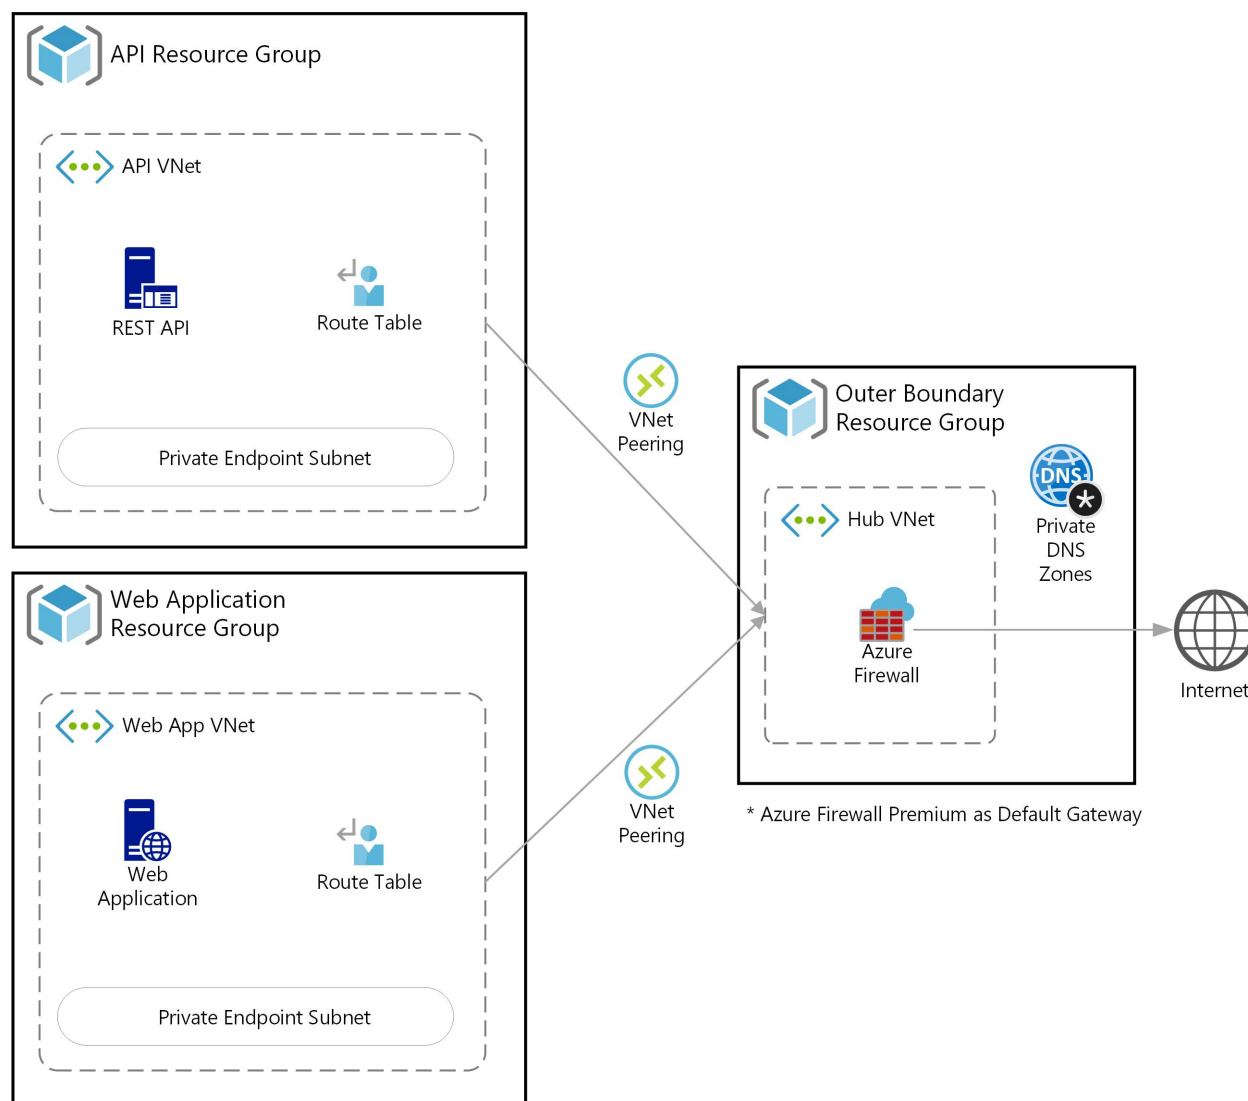 API Resource Group
API VNet
REST API
Route Table
Private Endpoint Subnet
VNet
Peering
Outer Boundary
Resource Group
DNS
*
Private
DNS
Zones
Hub VNet
Azure
Firewall
Internet
* Azure Firewall Premium as Default Gateway
Web Application
Resource Group
Web App VNet
Web
Application
Route Table
Private Endpoint Subnet
VNet
Peering